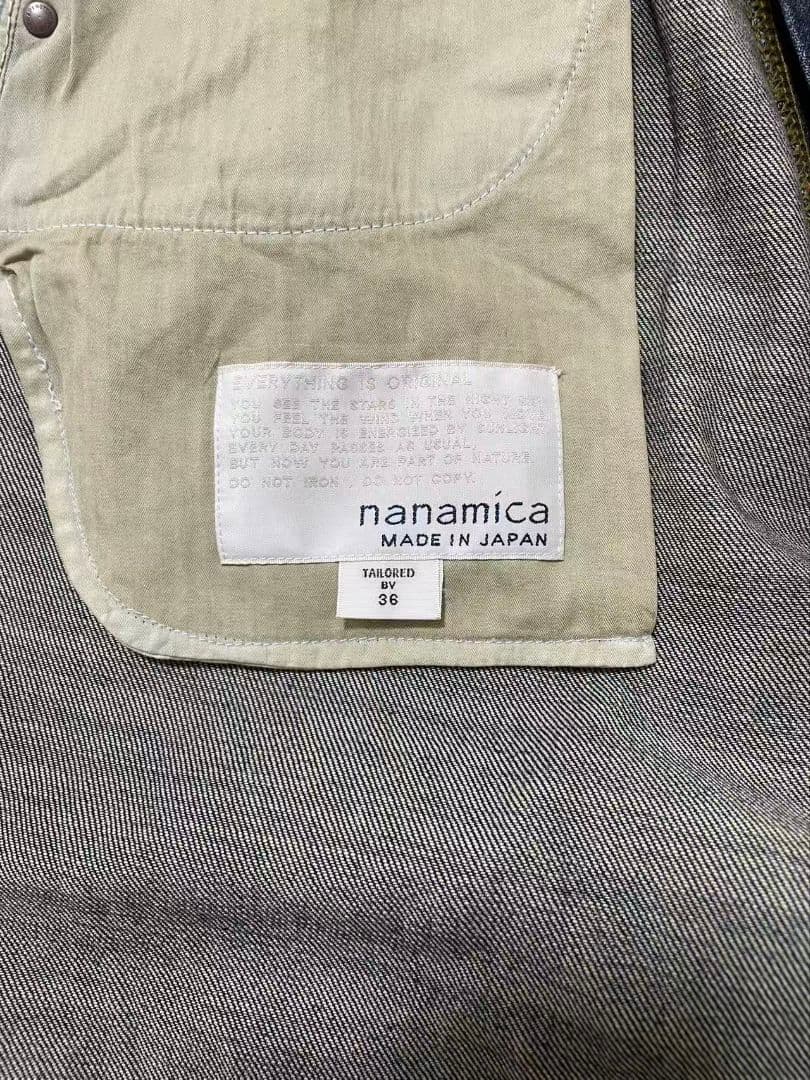 EVERYTHING IS ORIGINAL
YOU SEE THE STARS IN THE NIGHT SKY.
YOU FEEL THE WIND WHEN YOU MOVE.
YOUR BODY IS ENERGISED BY SUNLIGHT.
EVERY DAY PASSES AS USUAL,
BUT NOW YOU ARE PART OF NATURE.
DO NOT IRON , DO NOT COPY.
nanamica
MADE IN JAPAN
TAILORED
BY
36